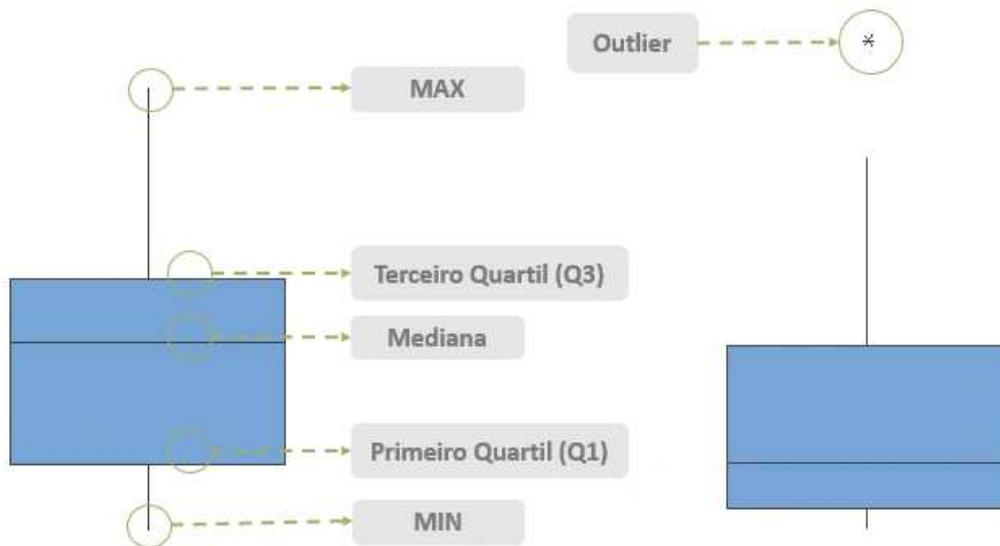 Outlier
*
MAX
Terceiro Quartil (Q3)
Mediana
Primeiro Quartil (Q1)
MIN